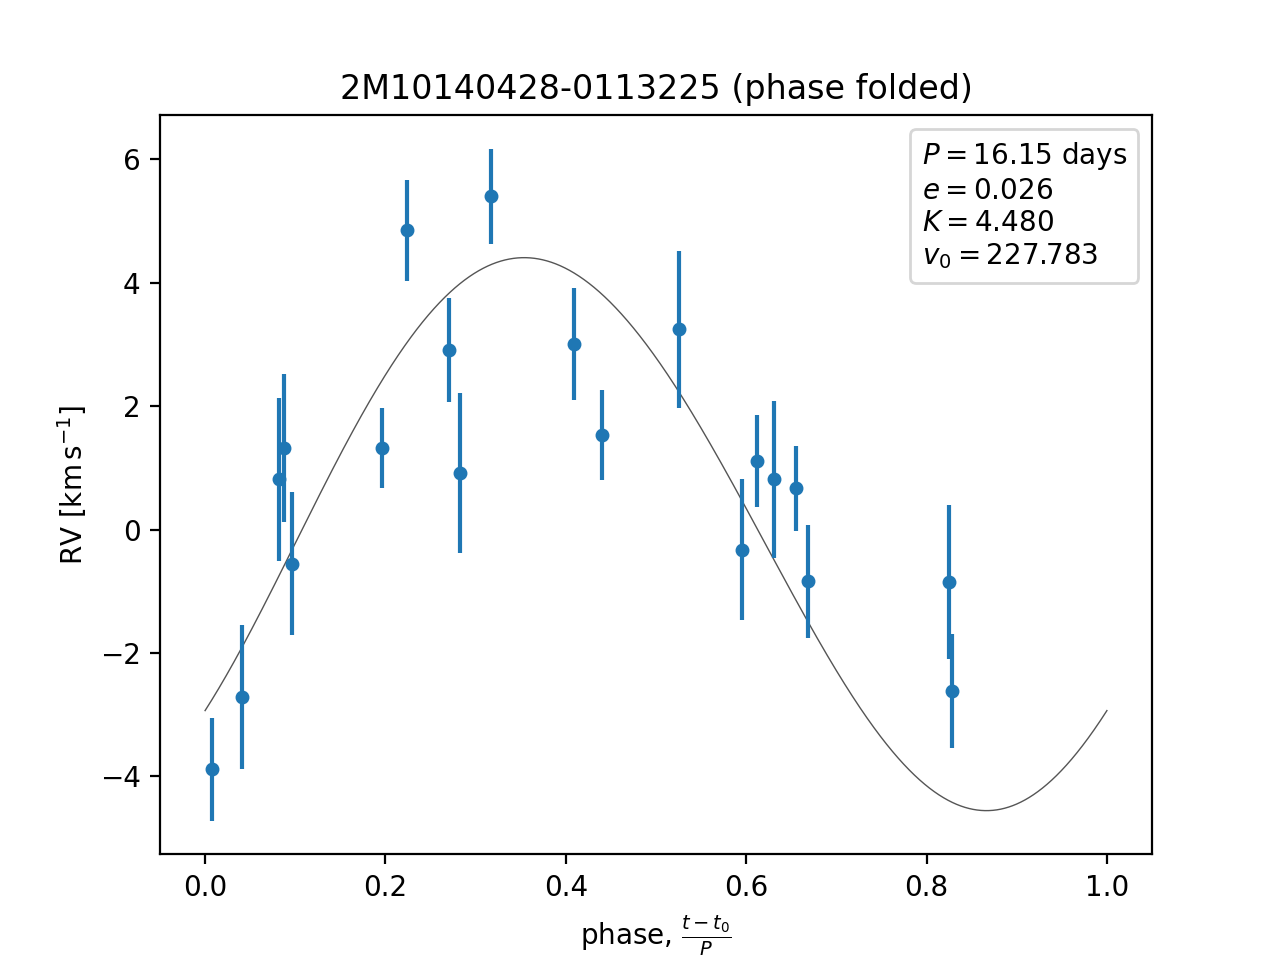 2M10140428-0113225 (phase folded)
P = 16.15 days
e = 0.026
K = 4.480
v₀ = 227.783
RV [km s⁻¹]
6
4
2
0
−2
−4
0.0 0.2 0.4 0.6 0.8 1.0
phase, (t − t₀)/P